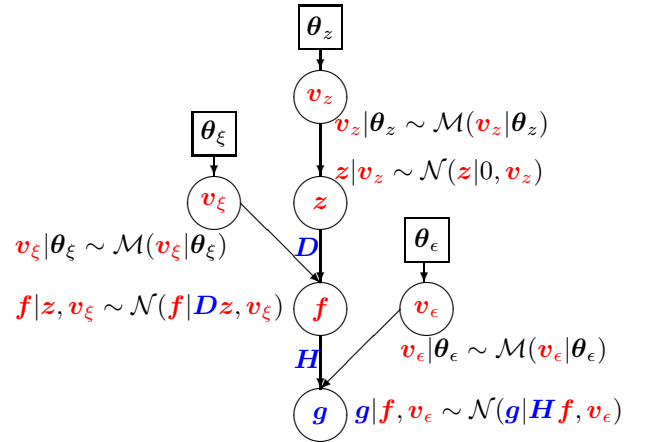 θ_z
v_z
v_z|θ_z ∼ M(v_z|θ_z)
θ_ξ
z|v_z ∼ N(z|0, v_z)
v_ξ
z
v_ξ|θ_ξ ∼ M(v_ξ|θ_ξ)
D
θ_ϵ
f|z, v_ξ ∼ N(f|Dz, v_ξ)
f
v_ϵ
H
v_ϵ|θ_ϵ ∼ M(v_ϵ|θ_ϵ)
g
g|f, v_ϵ ∼ N(g|Hf, v_ϵ)